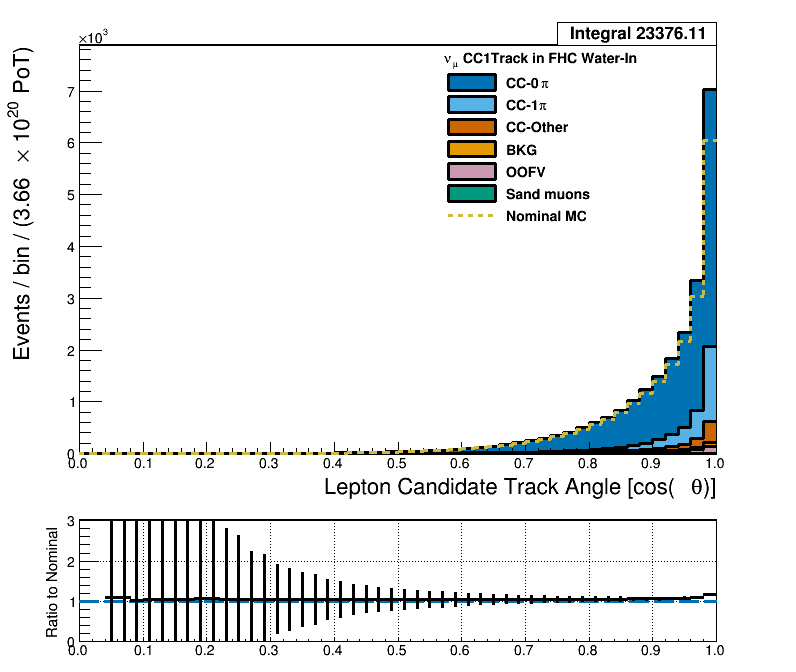 Integral 23376.11
×10³
ν_μ CC1Track in FHC Water-In
CC-0π
CC-1π
CC-Other
BKG
OOFV
Sand muons
Nominal MC
Events / bin / (3.66 × 10²⁰ PoT)
7
6
5
4
3
2
1
0
0.0 0.1 0.2 0.3 0.4 0.5 0.6 0.7 0.8 0.9 1.0
Lepton Candidate Track Angle [cos( θ)]
Ratio to Nominal
3
2
1
0
0.0 0.1 0.2 0.3 0.4 0.5 0.6 0.7 0.8 0.9 1.0